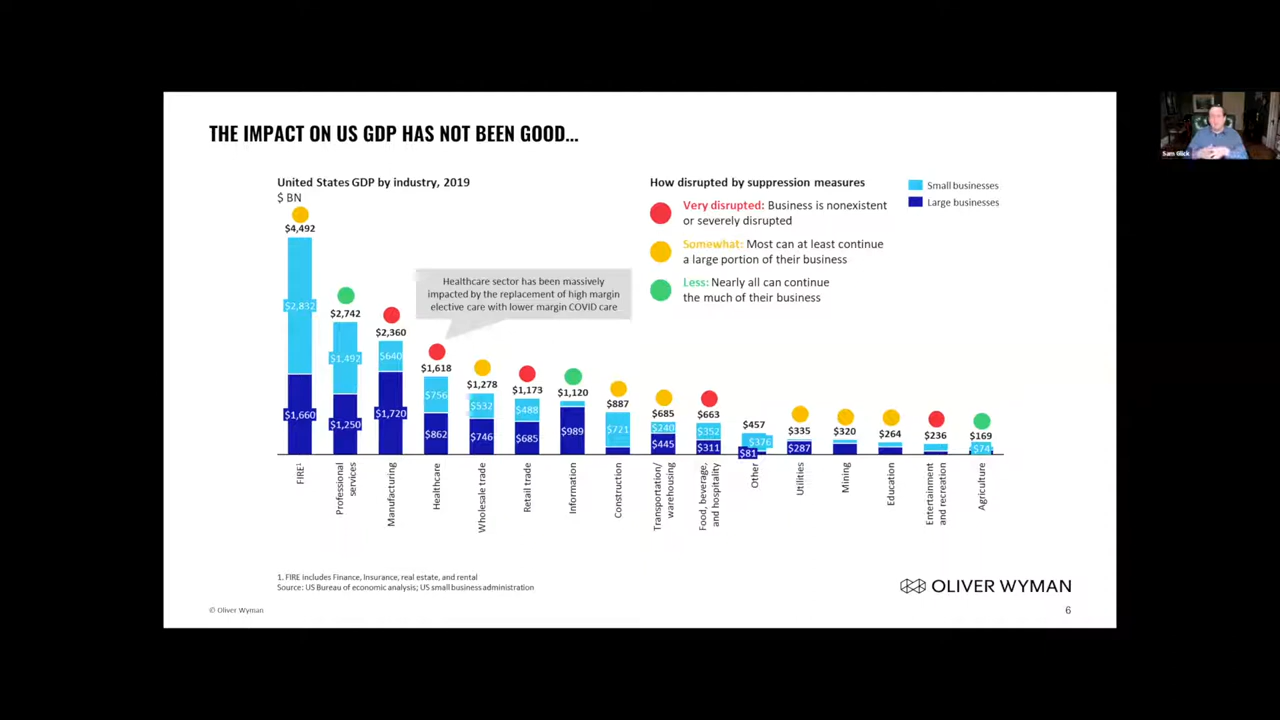 THE IMPACT ON US GDP HAS NOT BEEN GOOD...
United States GDP by industry, 2019
$ BN
How disrupted by suppression measures
Very disrupted: Business is nonexistent
or severely disrupted
Somewhat: Most can at least continue
a large portion of their business
Less: Nearly all can continue
the much of their business
Small businesses
Large businesses
Healthcare sector has been massively
impacted by the replacement of high margin
elective care with lower margin COVID care
$4,492
$2,832
$1,660
$2,742
$1,492
$1,250
$2,360
$640
$1,720
$1,618
$756
$862
$1,278
$532
$746
$1,173
$488
$685
$1,120
$989
$887
$721
$685
$240
$445
$663
$352
$311
$457
$376
$81
$335
$287
$320
$264
$236
$169
$74
FIRE¹
Professional
services
Manufacturing
Healthcare
Wholesale trade
Retail trade
Information
Construction
Transportation/
warehousing
Food, beverage,
and hospitality
Other
Utilities
Mining
Education
Entertainment
and recreation
Agriculture
1. FIRE includes Finance, Insurance, real estate, and rental
Source: US Bureau of economic analysis; US small business administration
© Oliver Wyman
OLIVER WYMAN
6
Sam Glick